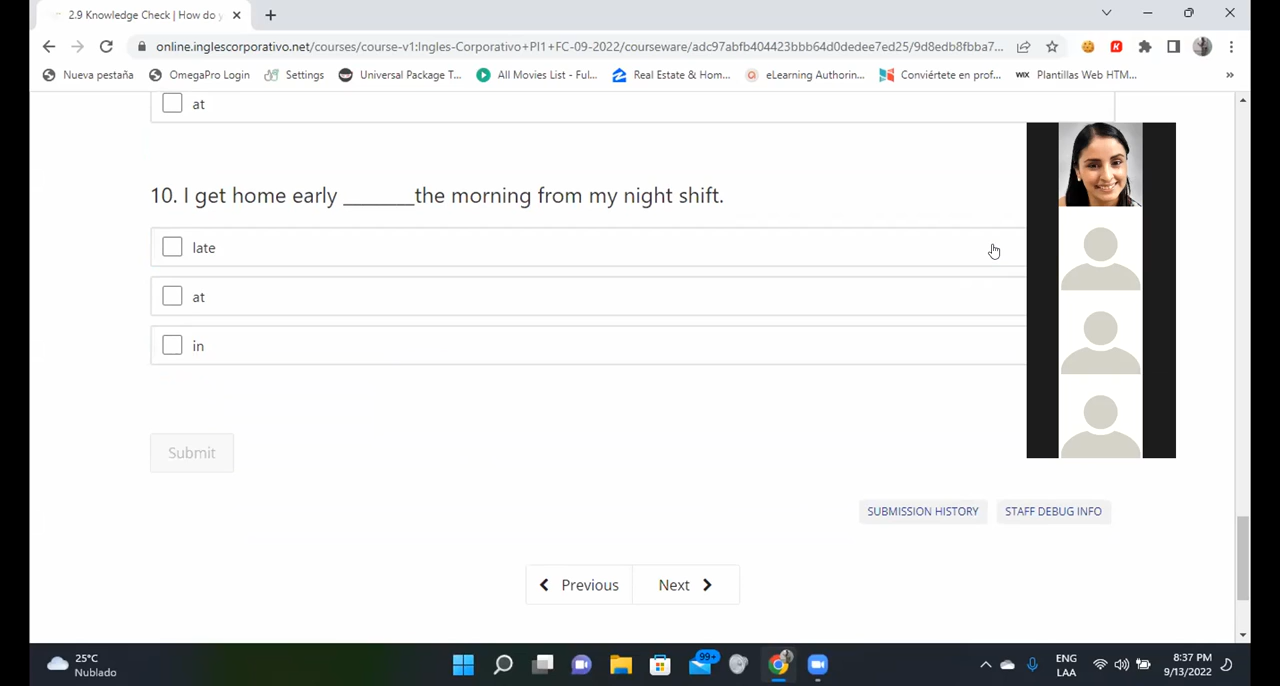 2.9 Knowledge Check | How do y
online.inglescorporativo.net/courses/course-v1:Ingles-Corporativo+PI1+FC-09-2022/courseware/adc97abfb404423bbb64d0dedee7ed25/9d8edb8fbba7...
Nueva pestaña OmegaPro Login Settings Universal Package T... All Movies List - Ful... Real Estate & Hom... eLearning Authorin... Conviértete en prof... WIX Plantillas Web HTM... »
at
10. I get home early _______the morning from my night shift.
late
at
in
Submit
SUBMISSION HISTORY STAFF DEBUG INFO
Previous Next
25°C
Nublado
99+
ENG
LAA
8:37 PM
9/13/2022